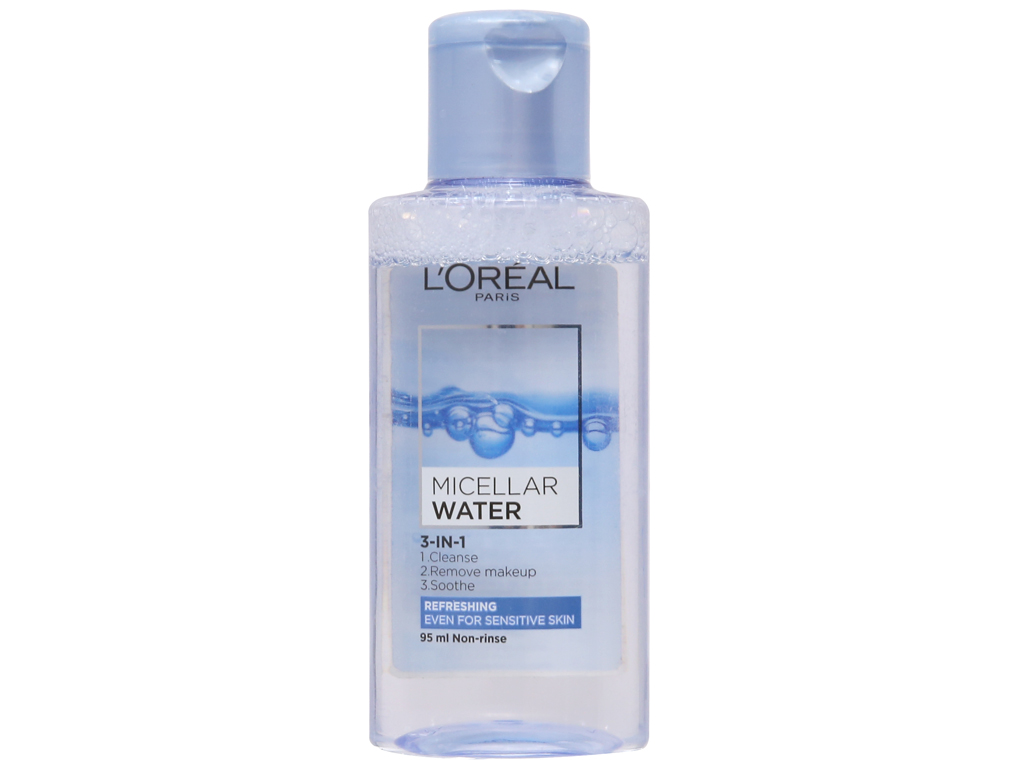 L'ORÉAL
PARiS
MICELLAR
WATER
3-IN-1
1.Cleanse
2.Remove makeup
3.Soothe
REFRESHING
EVEN FOR SENSITIVE SKIN
95 ml Non-rinse